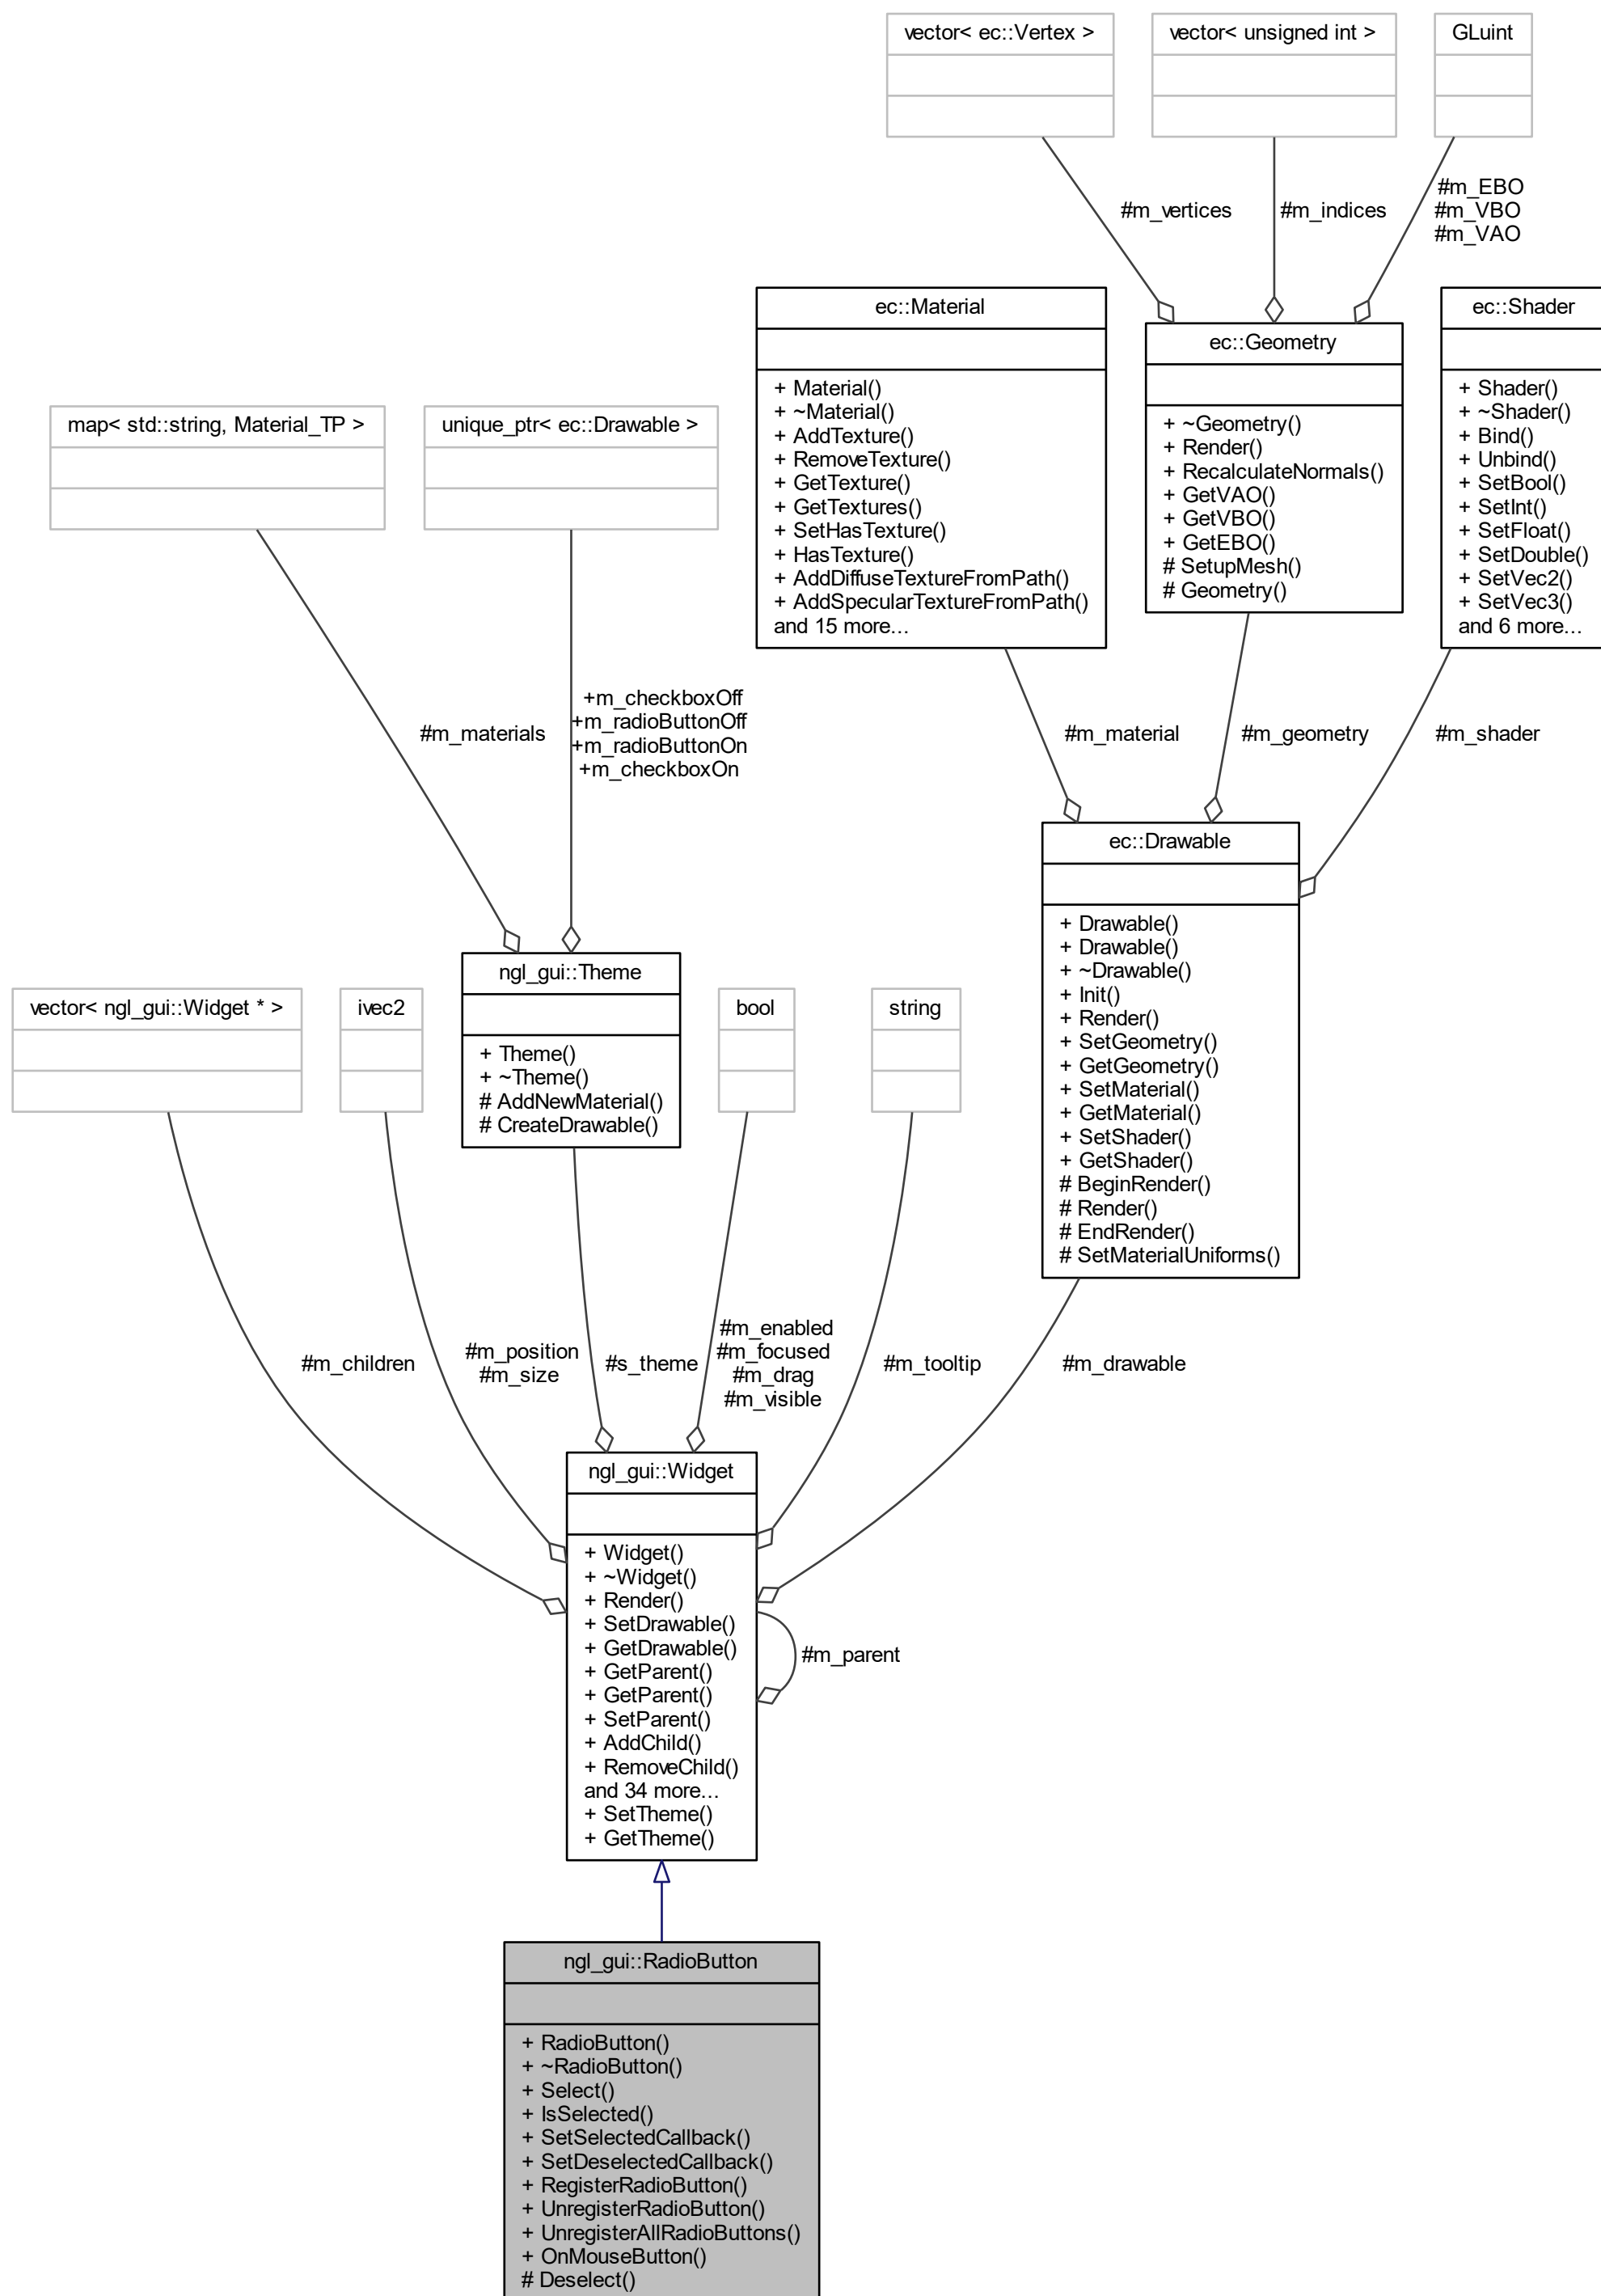 vector< ec::Vertex >
vector< unsigned int >
GLuint
#m_vertices
#m_indices
#m_EBO
#m_VBO
#m_VAO
ec::Material
+ Material()
+ ~Material()
+ AddTexture()
+ RemoveTexture()
+ GetTexture()
+ GetTextures()
+ SetHasTexture()
+ HasTexture()
+ AddDiffuseTextureFromPath()
+ AddSpecularTextureFromPath()
and 15 more...
ec::Geometry
+ ~Geometry()
+ Render()
+ RecalculateNormals()
+ GetVAO()
+ GetVBO()
+ GetEBO()
# SetupMesh()
# Geometry()
ec::Shader
+ Shader()
+ ~Shader()
+ Bind()
+ Unbind()
+ SetBool()
+ SetInt()
+ SetFloat()
+ SetDouble()
+ SetVec2()
+ SetVec3()
and 6 more...
map< std::string, Material_TP >
unique_ptr< ec::Drawable >
#m_materials
+m_checkboxOff
+m_radioButtonOff
+m_radioButtonOn
+m_checkboxOn
#m_material
#m_geometry
#m_shader
ec::Drawable
+ Drawable()
+ Drawable()
+ ~Drawable()
+ Init()
+ Render()
+ SetGeometry()
+ GetGeometry()
+ SetMaterial()
+ GetMaterial()
+ SetShader()
+ GetShader()
# BeginRender()
# Render()
# EndRender()
# SetMaterialUniforms()
vector< ngl_gui::Widget * >
ivec2
ngl_gui::Theme
+ Theme()
+ ~Theme()
# AddNewMaterial()
# CreateDrawable()
bool
string
#m_children
#m_position
#m_size
#s_theme
#m_enabled
#m_focused
#m_drag
#m_visible
#m_tooltip
#m_drawable
ngl_gui::Widget
+ Widget()
+ ~Widget()
+ Render()
+ SetDrawable()
+ GetDrawable()
+ GetParent()
+ GetParent()
+ SetParent()
+ AddChild()
+ RemoveChild()
and 34 more...
+ SetTheme()
+ GetTheme()
#m_parent
ngl_gui::RadioButton
+ RadioButton()
+ ~RadioButton()
+ Select()
+ IsSelected()
+ SetSelectedCallback()
+ SetDeselectedCallback()
+ RegisterRadioButton()
+ UnregisterRadioButton()
+ UnregisterAllRadioButtons()
+ OnMouseButton()
# Deselect()